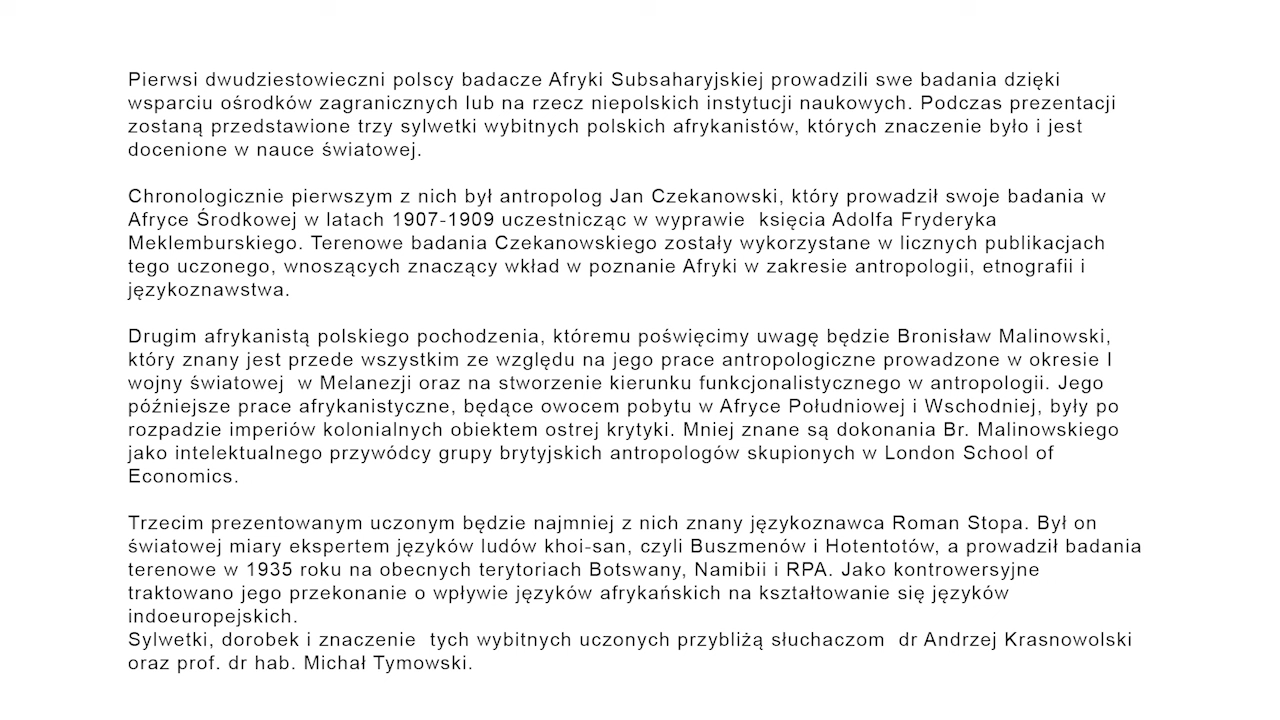 Pierwsi dwudziestowieczni polscy badacze Afryki Subsaharyjskiej prowadzili swe badania dzięki
wsparciu ośrodków zagranicznych lub na rzecz niepolskich instytucji naukowych. Podczas prezentacji
zostaną przedstawione trzy sylwetki wybitnych polskich afrykanistów, których znaczenie było i jest
docenione w nauce światowej.

Chronologicznie pierwszym z nich był antropolog Jan Czekanowski, który prowadził swoje badania w
Afryce Środkowej w latach 1907-1909 uczestnicząc w wyprawie  księcia Adolfa Fryderyka
Meklemburskiego. Terenowe badania Czekanowskiego zostały wykorzystane w licznych publikacjach
tego uczonego, wnoszących znaczący wkład w poznanie Afryki w zakresie antropologii, etnografii i
językoznawstwa.

Drugim afrykanistą polskiego pochodzenia, któremu poświęcimy uwagę będzie Bronisław Malinowski,
który znany jest przede wszystkim ze względu na jego prace antropologiczne prowadzone w okresie I
wojny światowej  w Melanezji oraz na stworzenie kierunku funkcjonalistycznego w antropologii. Jego
późniejsze prace afrykanistyczne, będące owocem pobytu w Afryce Południowej i Wschodniej, były po
rozpadzie imperiów kolonialnych obiektem ostrej krytyki. Mniej znane są dokonania Br. Malinowskiego
jako intelektualnego przywódcy grupy brytyjskich antropologów skupionych w London School of
Economics.

Trzecim prezentowanym uczonym będzie najmniej z nich znany językoznawca Roman Stopa. Był on
światowej miary ekspertem języków ludów khoi-san, czyli Buszmenów i Hotentotów, a prowadził badania
terenowe w 1935 roku na obecnych terytoriach Botswany, Namibii i RPA. Jako kontrowersyjne
traktowano jego przekonanie o wpływie języków afrykańskich na kształtowanie się języków
indoeuropejskich.
Sylwetki, dorobek i znaczenie  tych wybitnych uczonych przybliżą słuchaczom  dr Andrzej Krasnowolski
oraz prof. dr hab. Michał Tymowski.